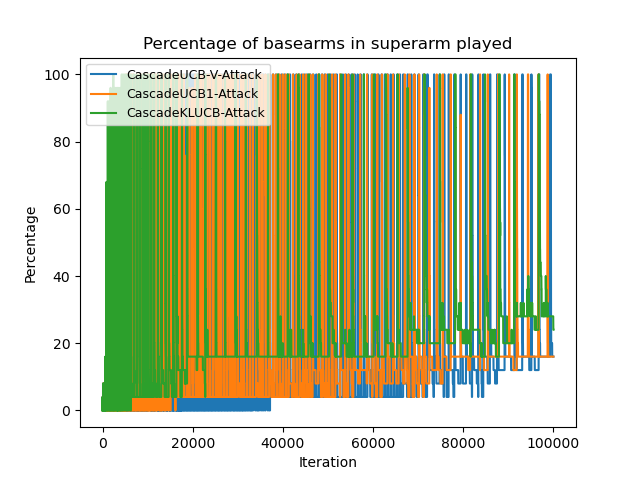 Percentage of basearms in superarm played
CascadeUCB-V-Attack
CascadeUCB1-Attack
CascadeKLUCB-Attack
100
80
60
40
20
0
Percentage
0 20000 40000 60000 80000 100000
Iteration